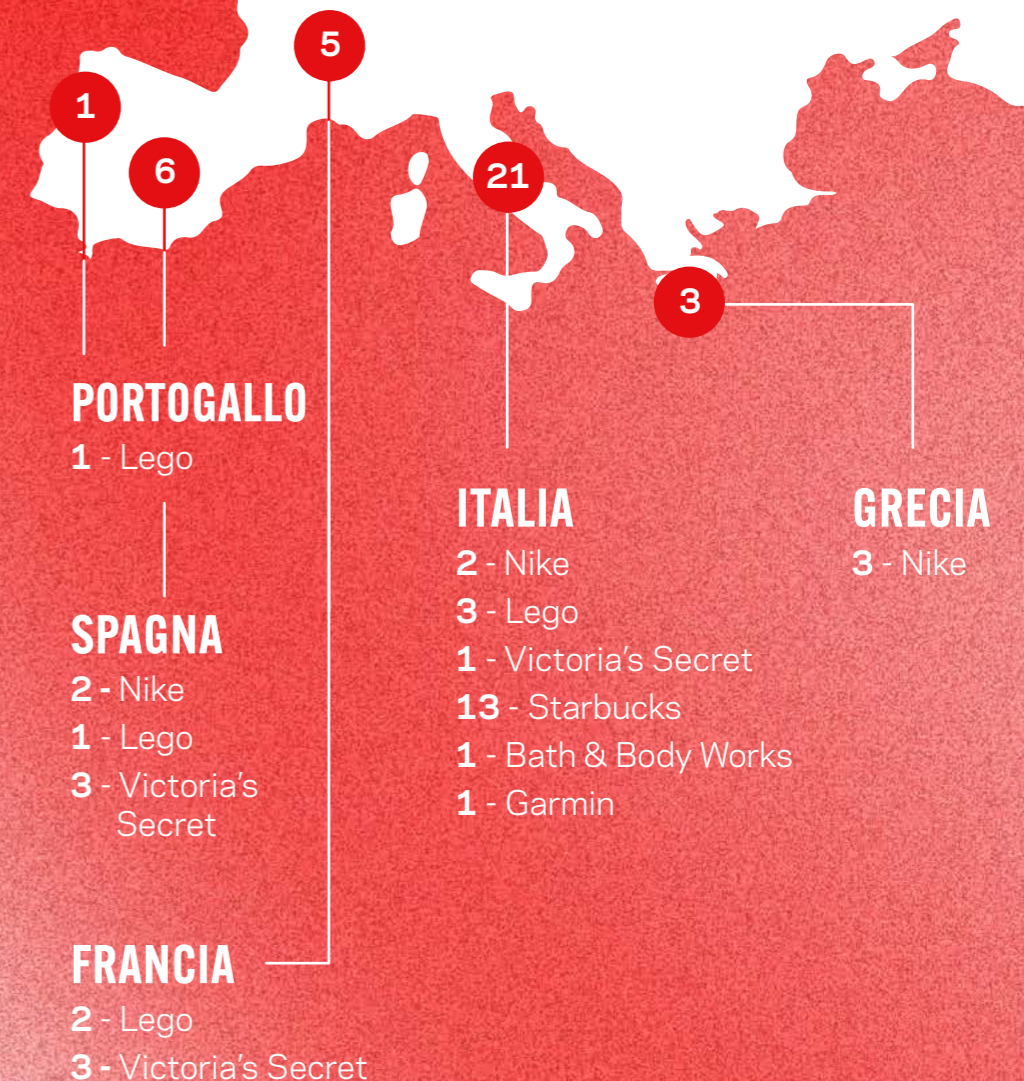 5
1
6
21
3
PORTOGALLO
1 - Lego
SPAGNA
2 - Nike
1 - Lego
3 - Victoria's
Secret
FRANCIA
2 - Lego
3 - Victoria's Secret
ITALIA
2 - Nike
3 - Lego
1 - Victoria's Secret
13 - Starbucks
1 - Bath & Body Works
1 - Garmin
GRECIA
3 - Nike